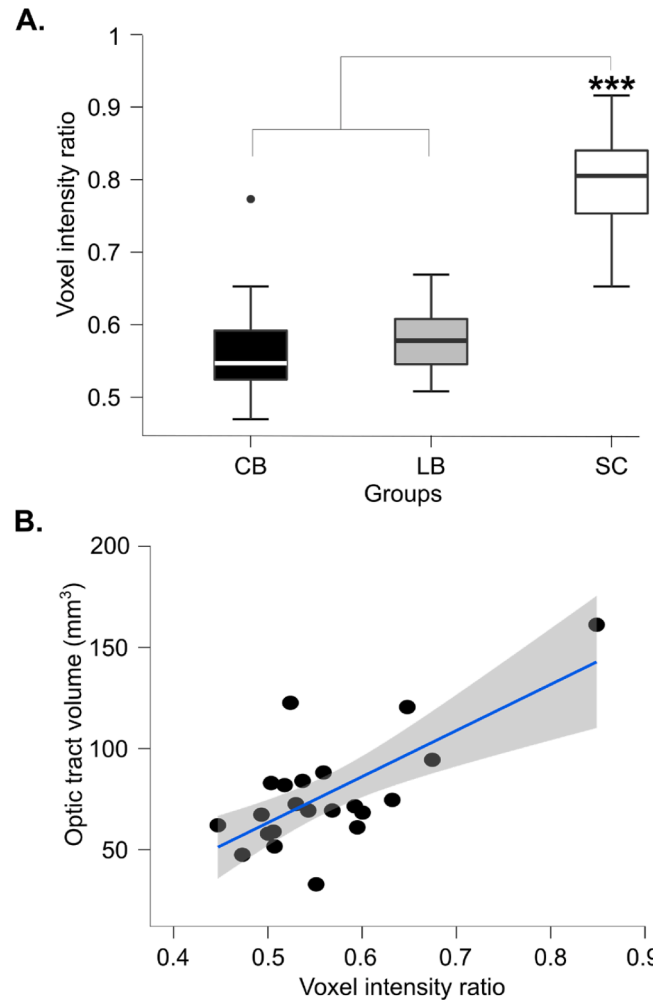 A.
1
0.9
0.8
0.7
0.6
0.5
Voxel intensity ratio
***
CB LB SC
Groups
B.
200
150
100
50
Optic tract volume (mm³)
0.4 0.5 0.6 0.7 0.8 0.9
Voxel intensity ratio